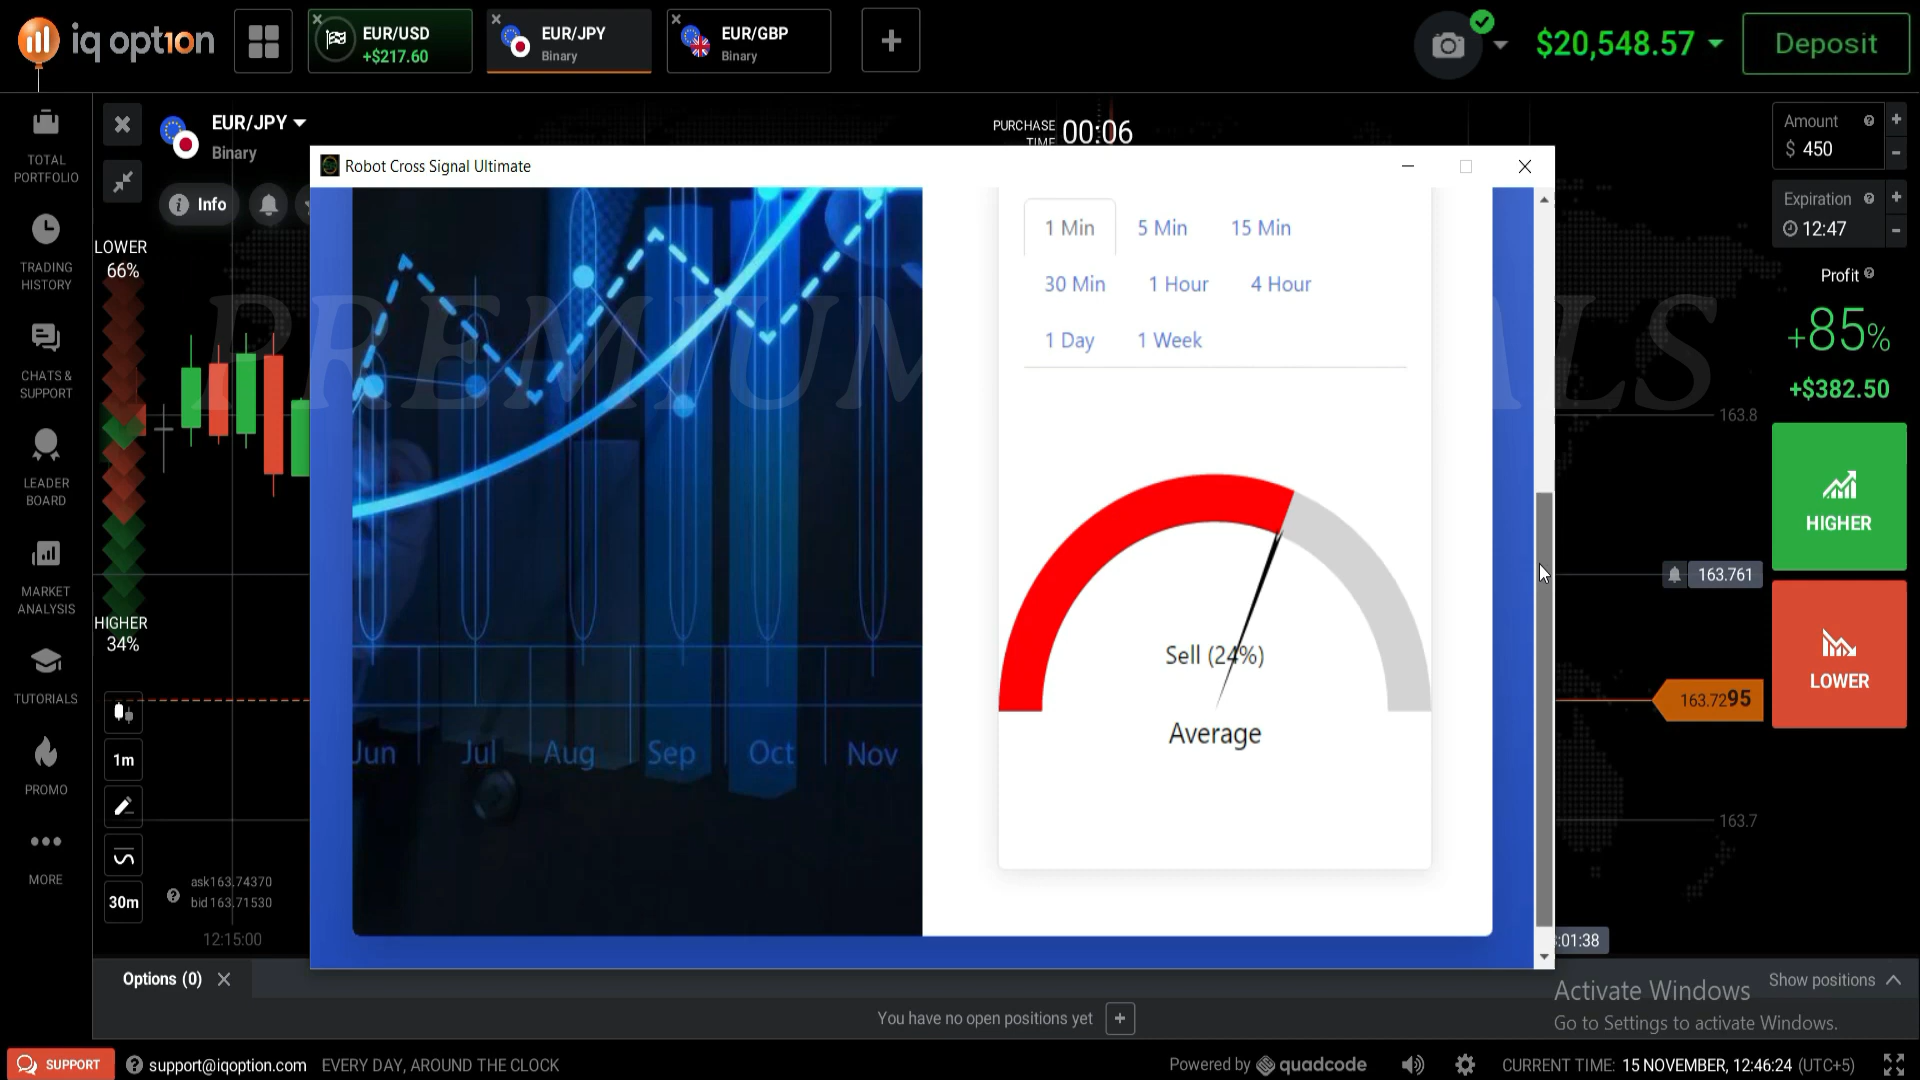 iq option
EUR/USD
+$217.60
EUR/JPY
Binary
EUR/GBP
Binary
+
$20,548.57
Deposit
TOTAL
PORTFOLIO
TRADING
HISTORY
CHATS &
SUPPORT
LEADER
BOARD
MARKET
ANALYSIS
TUTORIALS
PROMO
MORE
EUR/JPY
Binary
Info
LOWER
66%
HIGHER
34%
1m
30m
ask163.74370
bid163.71530
12:15:00
PURCHASE
TIME
00:06
Robot Cross Signal Ultimate
PREMIUM
ALS
Jun
Jul
Aug
Sep
Oct
Nov
1 Min
5 Min
15 Min
30 Min
1 Hour
4 Hour
1 Day
1 Week
Sell (24%)
Average
163.8
163.761
163.7295
163.7
:01:38
Amount
$ 450
Expiration
12:47
Profit
+85%
+$382.50
HIGHER
LOWER
Options (0)
Show positions
You have no open positions yet
+
Activate Windows
Go to Settings to activate Windows.
SUPPORT
support@iqoption.com
EVERY DAY, AROUND THE CLOCK
Powered by quadcode
CURRENT TIME: 15 NOVEMBER, 12:46:24 (UTC+5)